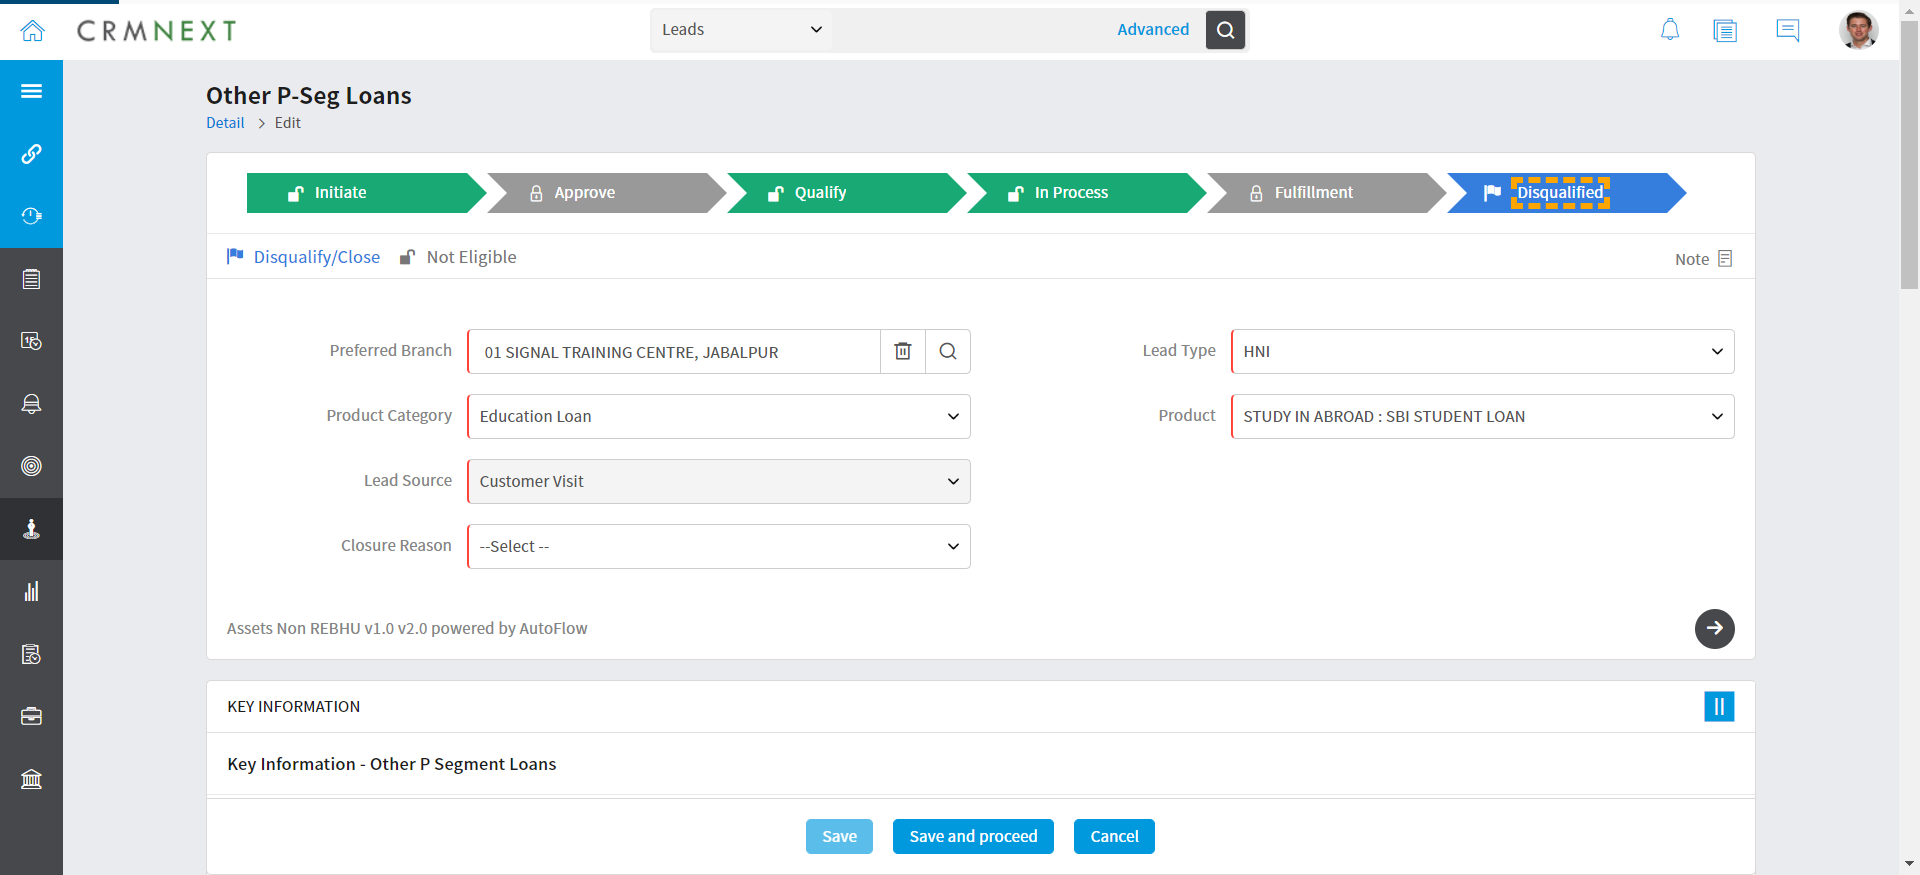 CRMNEXT
Leads
Advanced
Other P-Seg Loans
Detail > Edit
Initiate
Approve
Qualify
In Process
Fulfillment
Disqualified
Disqualify/Close
Not Eligible
Note
Preferred Branch
01 SIGNAL TRAINING CENTRE, JABALPUR
Lead Type
HNI
Product Category
Education Loan
Product
STUDY IN ABROAD : SBI STUDENT LOAN
Lead Source
Customer Visit
Closure Reason
--Select --
Assets Non REBHU v1.0 v2.0 powered by AutoFlow
KEY INFORMATION
Key Information - Other P Segment Loans
Save
Save and proceed
Cancel